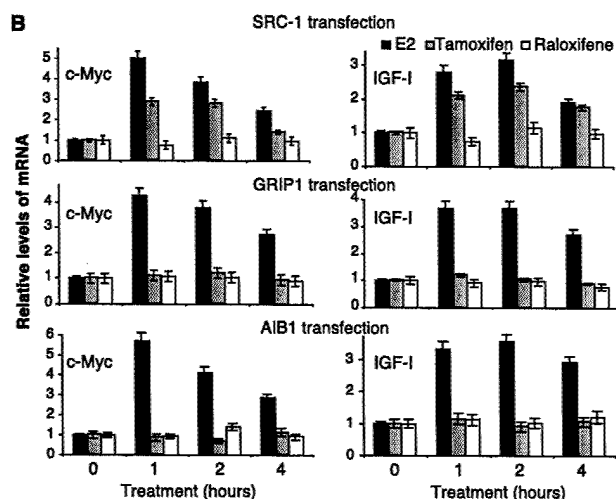 B
SRC-1 transfection
E2 Tamoxifen Raloxifene
Relative levels of mRNA
c-Myc
5
4
3
2
1
IGF-I
3
2
1
0
GRIP1 transfection
c-Myc
4
3
2
1
0
IGF-I
4
3
2
1
0
AIB1 transfection
c-Myc
6
5
4
3
2
1
0
IGF-I
3
2
1
0
0 1 2 4
Treatment (hours)
0 1 2 4
Treatment (hours)